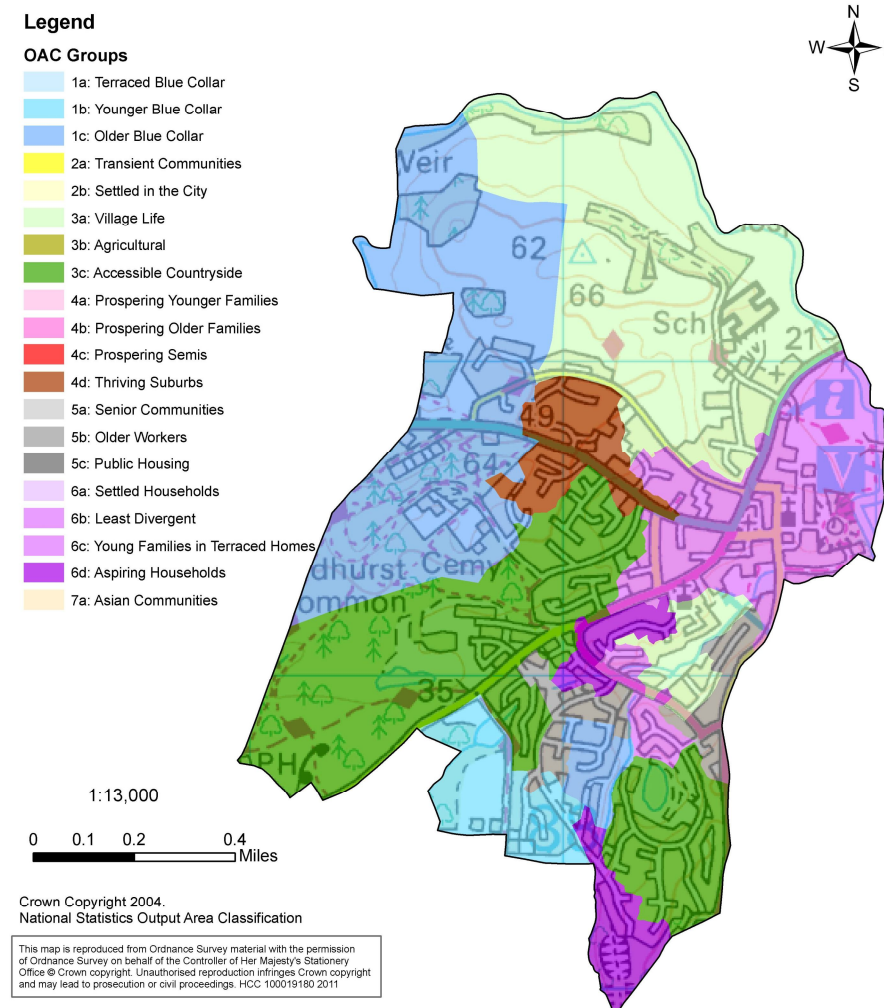 Legend
OAC Groups
1a: Terraced Blue Collar
1b: Younger Blue Collar
1c: Older Blue Collar
2a: Transient Communities
2b: Settled in the City
3a: Village Life
3b: Agricultural
3c: Accessible Countryside
4a: Prospering Younger Families
4b: Prospering Older Families
4c: Prospering Semis
4d: Thriving Suburbs
5a: Senior Communities
5b: Older Workers
5c: Public Housing
6a: Settled Households
6b: Least Divergent
6c: Young Families in Terraced Homes
6d: Aspiring Households
7a: Asian Communities
N
W
E
S
Weir
62
66
Sch
21
49
64
i
V
dhurst Cemy
ommon
35
PH
1:13,000
0 0.1 0.2 0.4
Miles
Crown Copyright 2004.
National Statistics Output Area Classification
This map is reproduced from Ordnance Survey material with the permission
of Ordnance Survey on behalf of the Controller of Her Majesty's Stationery
Office © Crown copyright. Unauthorised reproduction infringes Crown copyright
and may lead to prosecution or civil proceedings. HCC 100019180 2011